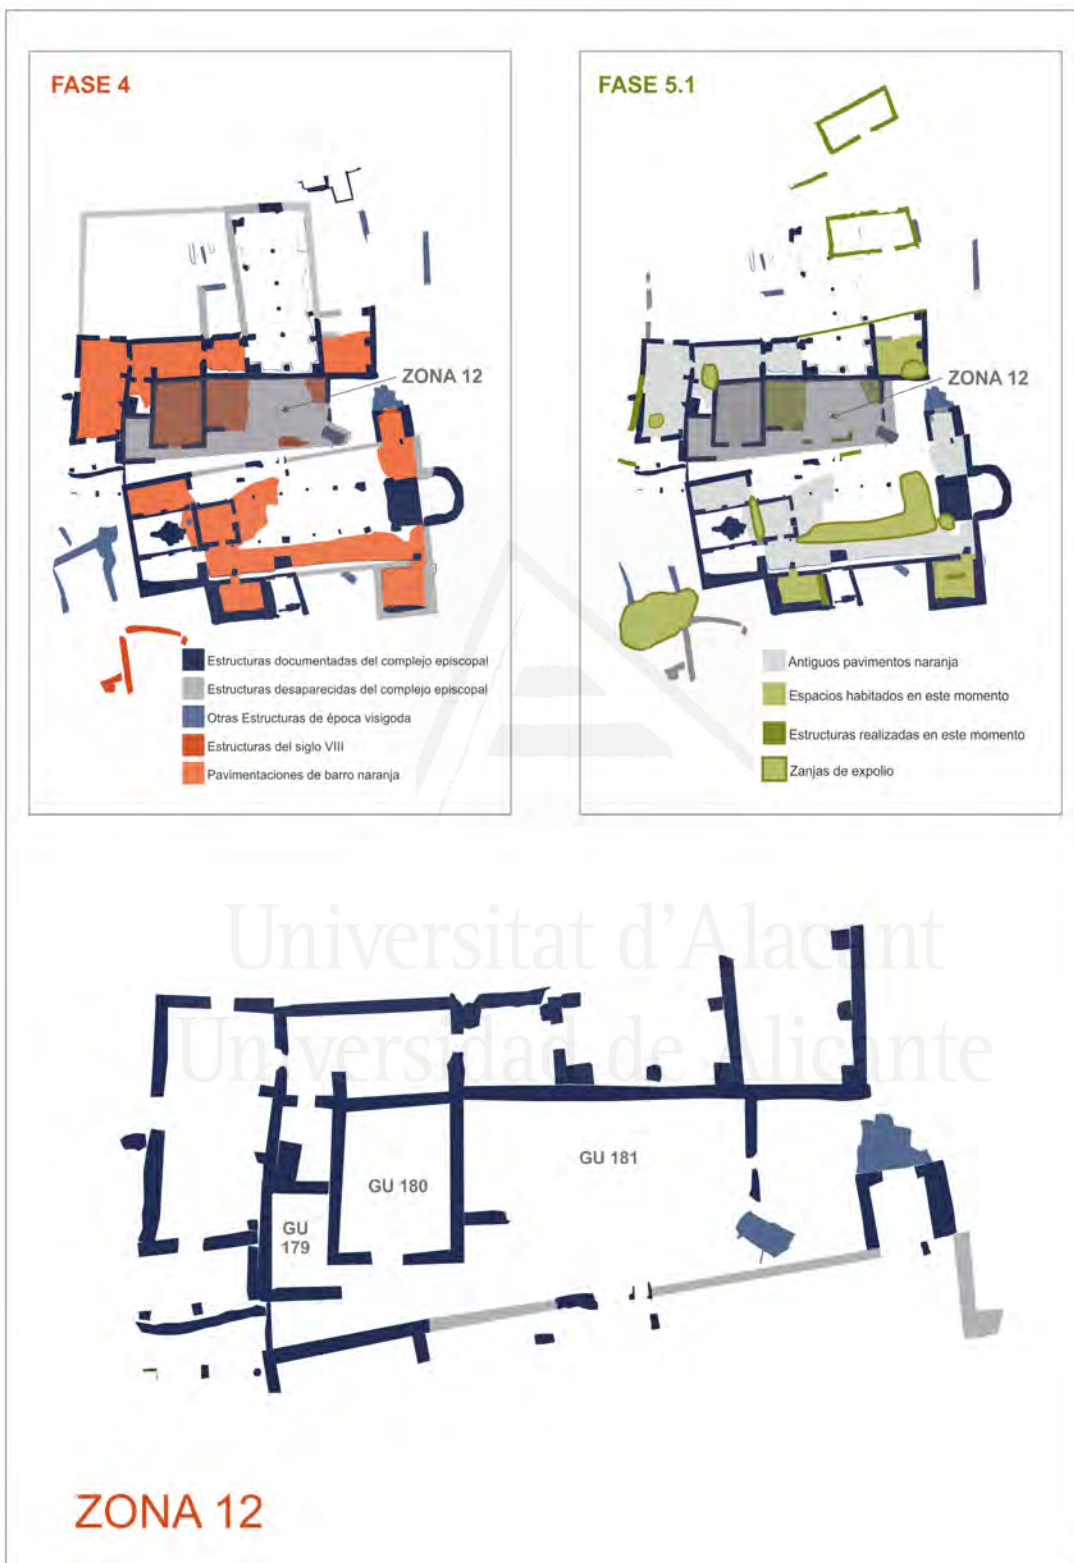 FASE 4
ZONA 12
Estructuras documentadas del complejo episcopal
Estructuras desaparecidas del complejo episcopal
Otras Estructuras de época visigoda
Estructuras del siglo VIII
Pavimentaciones de barro naranja
FASE 5.1
ZONA 12
Antiguos pavimentos naranja
Espacios habitados en este momento
Estructuras realizadas en este momento
Zanjas de expolio
Universitat d'Alacant
Universidad de Alicante
GU 181
GU 180
GU
179
ZONA 12